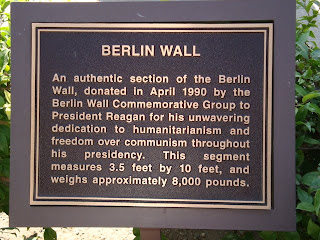 BERLIN WALL
An authentic section of the Berlin
Wall, donated in April 1990 by the
Berlin Wall Commemorative Group to
President Reagan for his unwavering
dedication to humanitarianism and
freedom over communism throughout
his presidency. This segment
measures 3.5 feet by 10 feet, and
weighs approximately 8,000 pounds.